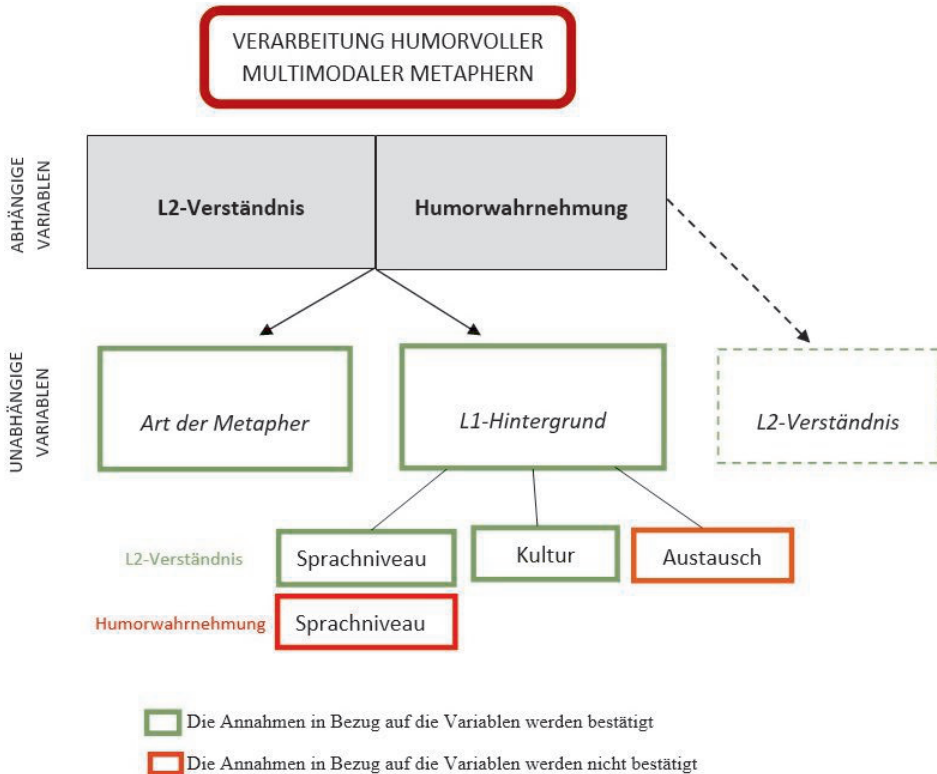 VERARBEITUNG HUMORVOLLER
MULTIMODALER METAPHERN
ABHÄNGIGE
VARIABLEN
L2-Verständnis
Humorwahrnehmung
UNABHÄNGIGE
VARIABLEN
Art der Metapher
L1-Hintergrund
L2-Verständnis
L2-Verständnis
Sprachniveau
Kultur
Austausch
Humorwahrnehmung
Sprachniveau
Die Annahmen in Bezug auf die Variablen werden bestätigt
Die Annahmen in Bezug auf die Variablen werden nicht bestätigt